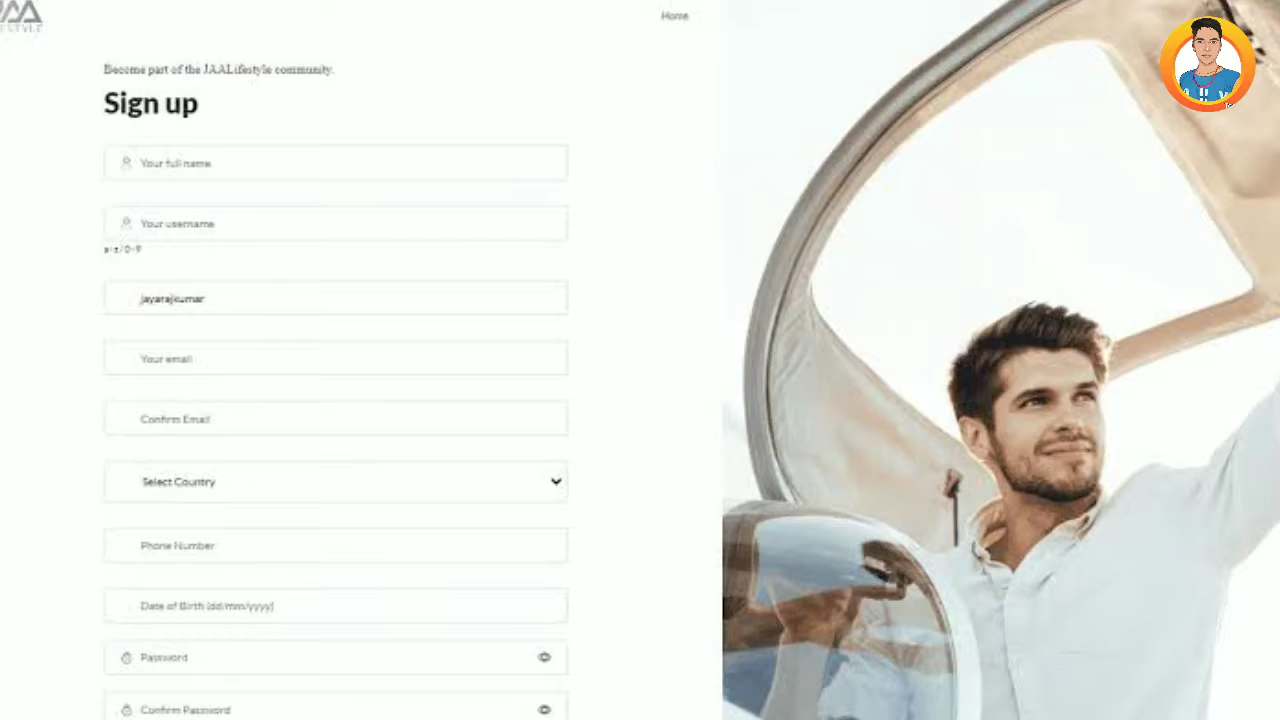 Home
Become part of the JAALifestyle community.
Sign up
Your full name
Your username
a-z/0-9
jayarajkumar
Your email
Confirm Email
Select Country
Phone Number
Date of Birth (dd/mm/yyyy)
Password
Confirm Password